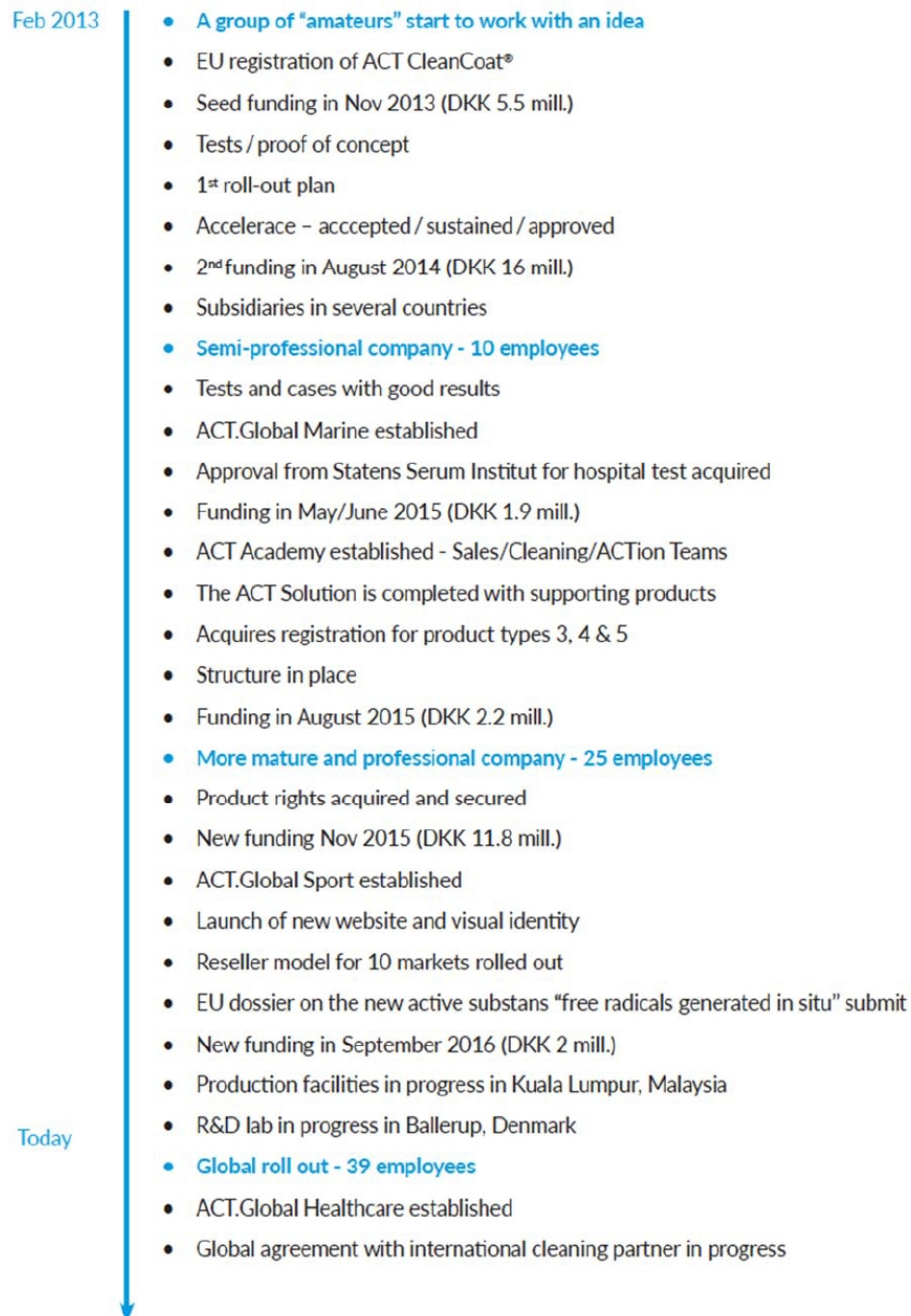 Feb 2013
• A group of “amateurs” start to work with an idea
• EU registration of ACT CleanCoat®
• Seed funding in Nov 2013 (DKK 5.5 mill.)
• Tests / proof of concept
• 1st roll-out plan
• Accelerace – acccepted / sustained / approved
• 2nd funding in August 2014 (DKK 16 mill.)
• Subsidiaries in several countries
• Semi-professional company - 10 employees
• Tests and cases with good results
• ACT.Global Marine established
• Approval from Statens Serum Institut for hospital test acquired
• Funding in May/June 2015 (DKK 1.9 mill.)
• ACT Academy established - Sales/Cleaning/ACTion Teams
• The ACT Solution is completed with supporting products
• Acquires registration for product types 3, 4 & 5
• Structure in place
• Funding in August 2015 (DKK 2.2 mill.)
• More mature and professional company - 25 employees
• Product rights acquired and secured
• New funding Nov 2015 (DKK 11.8 mill.)
• ACT.Global Sport established
• Launch of new website and visual identity
• Reseller model for 10 markets rolled out
• EU dossier on the new active substans “free radicals generated in situ” submit
• New funding in September 2016 (DKK 2 mill.)
• Production facilities in progress in Kuala Lumpur, Malaysia
• R&D lab in progress in Ballerup, Denmark
Today
• Global roll out - 39 employees
• ACT.Global Healthcare established
• Global agreement with international cleaning partner in progress